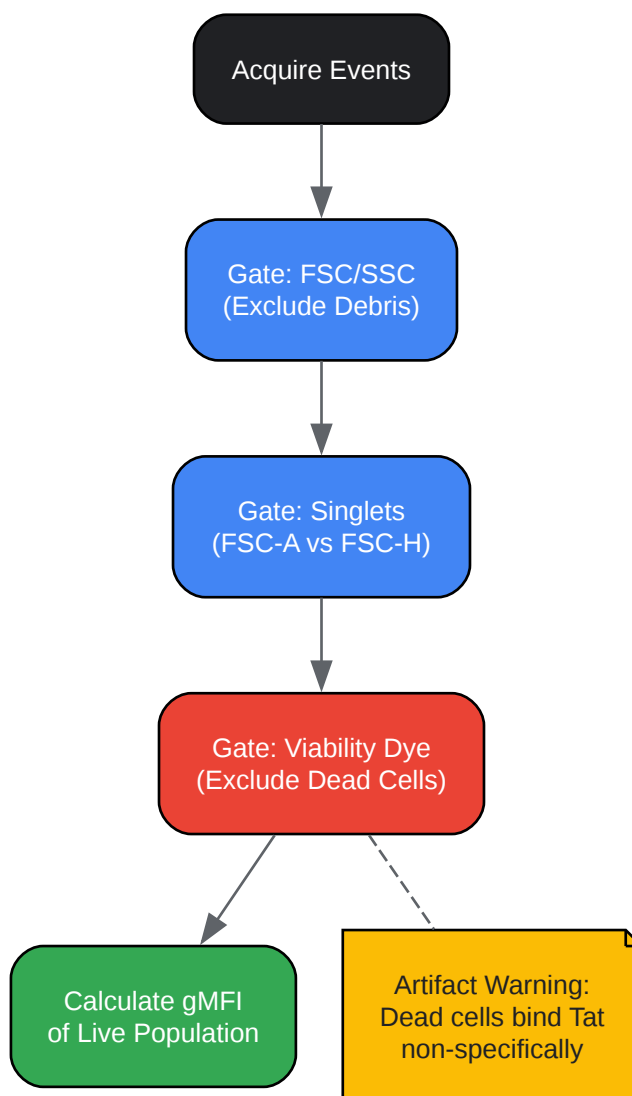 Acquire Events
Gate: FSC/SSC
(Exclude Debris)
Gate: Singlets
(FSC-A vs FSC-H)
Gate: Viability Dye
(Exclude Dead Cells)
Calculate gMFI
of Live Population
Artifact Warning:
Dead cells bind Tat
non-specifically